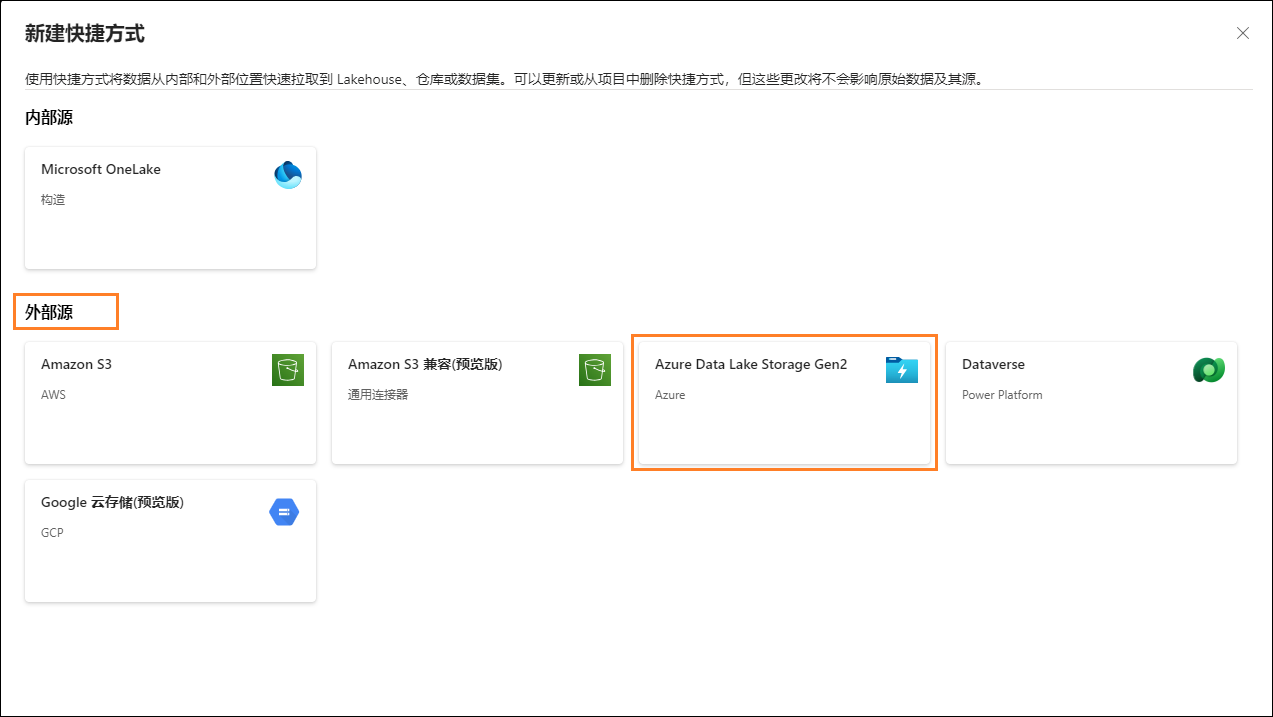 新建快捷方式
使用快捷方式将数据从内部和外部位置快速拉取到 Lakehouse、仓库或数据集。可以更新或从项目中删除快捷方式，但这些更改将不会影响原始数据及其源。
内部源
Microsoft OneLake
构造
外部源
Amazon S3
AWS
Amazon S3 兼容(预览版)
通用连接器
Azure Data Lake Storage Gen2
Azure
Dataverse
Power Platform
Google 云存储(预览版)
GCP